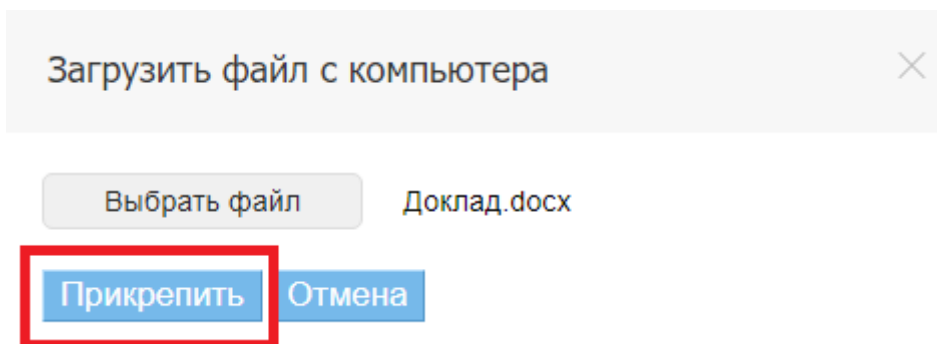 Загрузить файл с компьютера
Выбрать файл Доклад.docx
Прикрепить Отмена